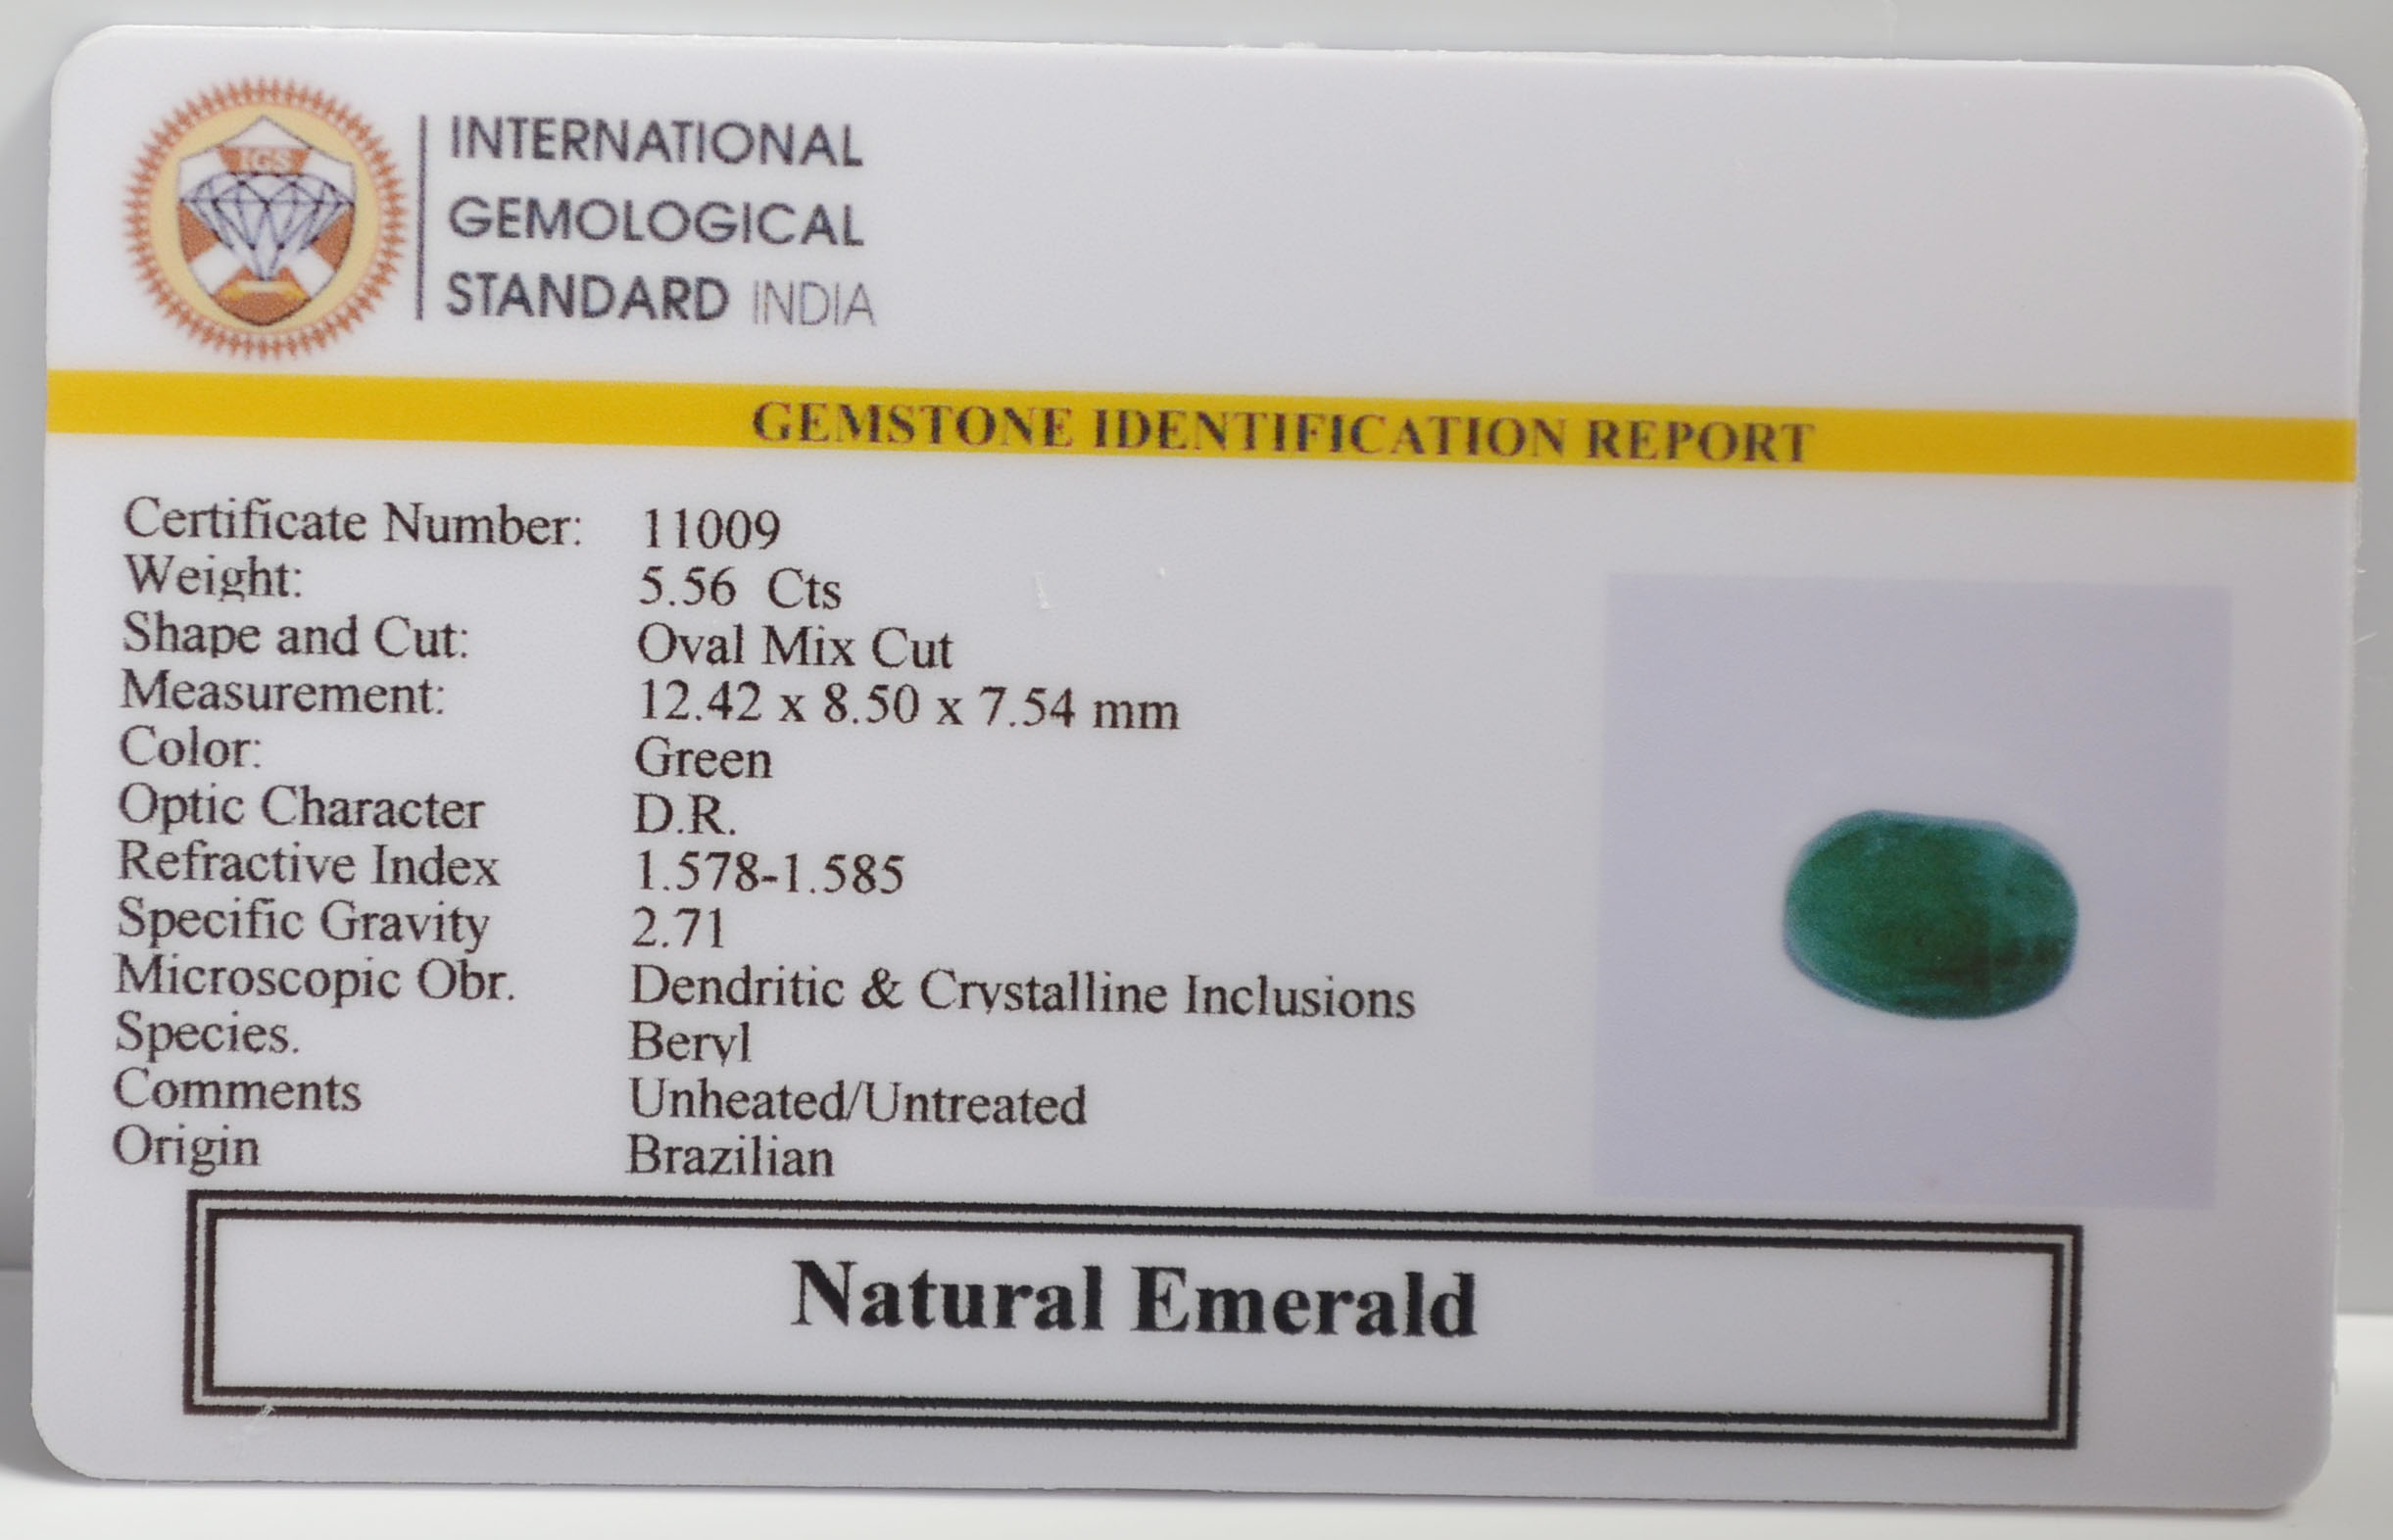 IGS
INTERNATIONAL
GEMOLOGICAL
STANDARD INDIA
GEMSTONE IDENTIFICATION REPORT
Certificate Number: 11009
Weight: 5.56 Cts
Shape and Cut: Oval Mix Cut
Measurement: 12.42 x 8.50 x 7.54 mm
Color: Green
Optic Character D.R.
Refractive Index 1.578-1.585
Specific Gravity 2.71
Microscopic Obr. Dendritic & Crystalline Inclusions
Species. Beryl
Comments Unheated/Untreated
Origin Brazilian
Natural Emerald